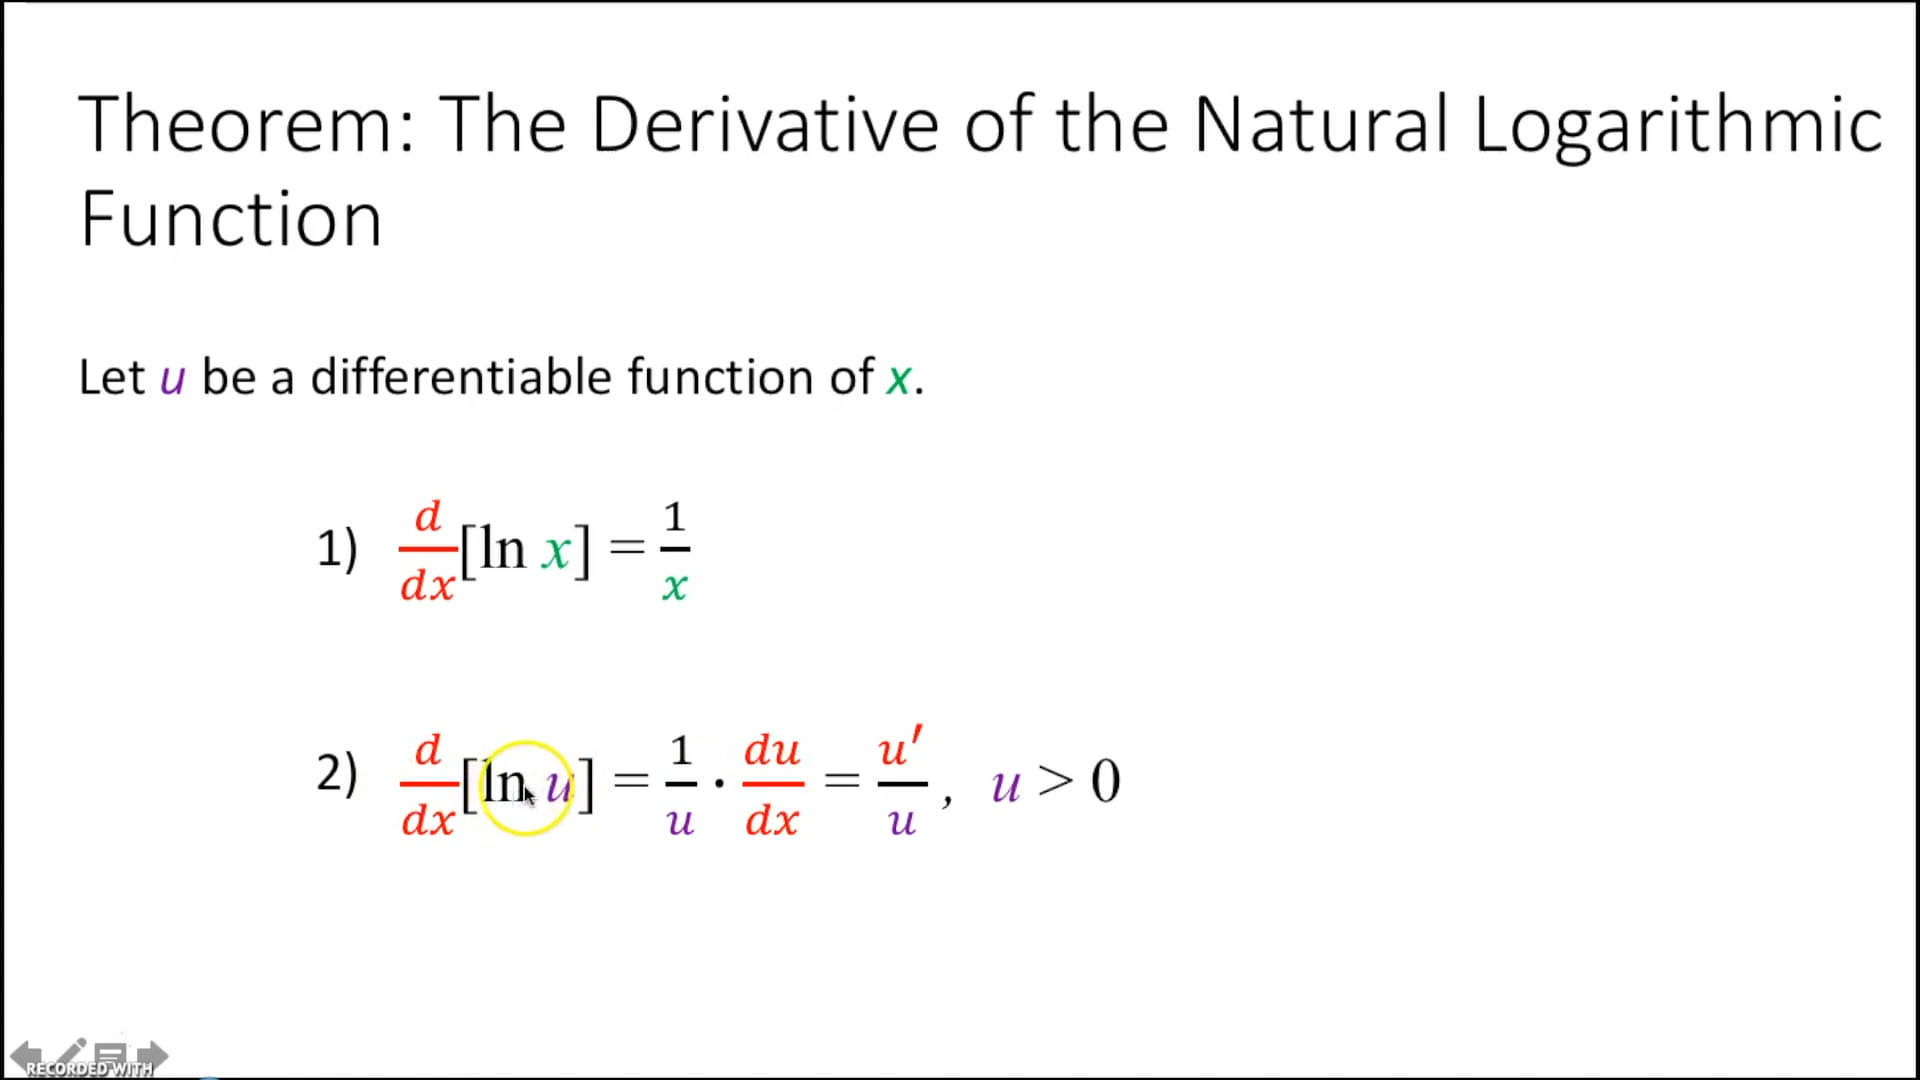 Theorem: The Derivative of the Natural Logarithmic
Function
Let u be a differentiable function of x.
1) d/dx[ln x] = 1/x
2) d/dx[ln u] = 1/u · du/dx = u′/u, u > 0
RECORDED WITH